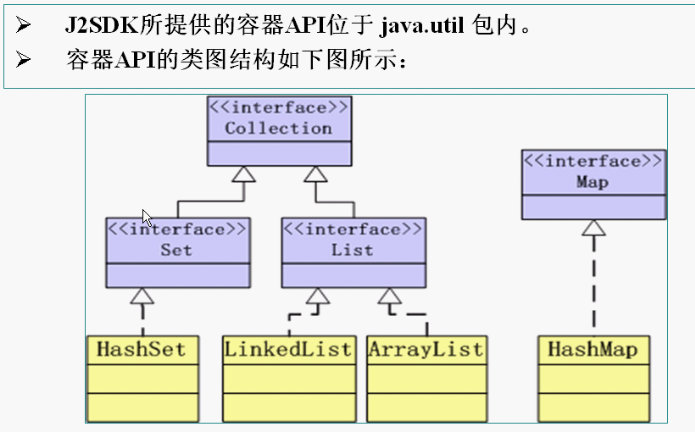 J2SDK所提供的容器API位于 java.util 包内。
容器API的类图结构如下图所示：
<<interface>>
Collection
<<interface>>
Map
<<interface>>
Set
<<interface>>
List
HashSet
LinkedList
ArrayList
HashMap